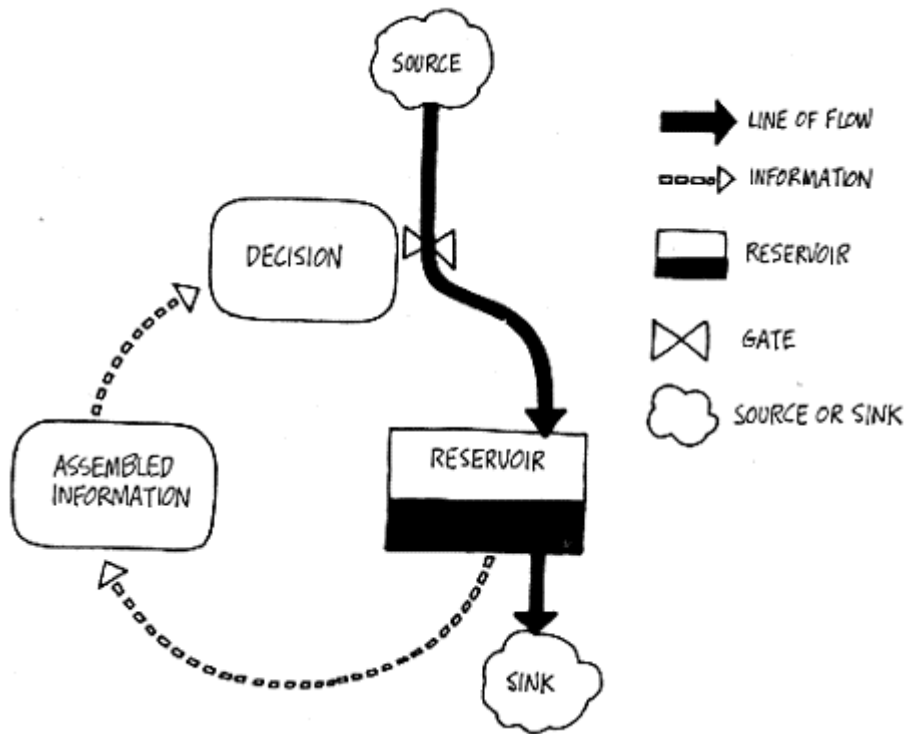 SOURCE
DECISION
ASSEMBLED
INFORMATION
RESERVOIR
SINK
LINE OF FLOW
INFORMATION
RESERVOIR
GATE
SOURCE OR SINK